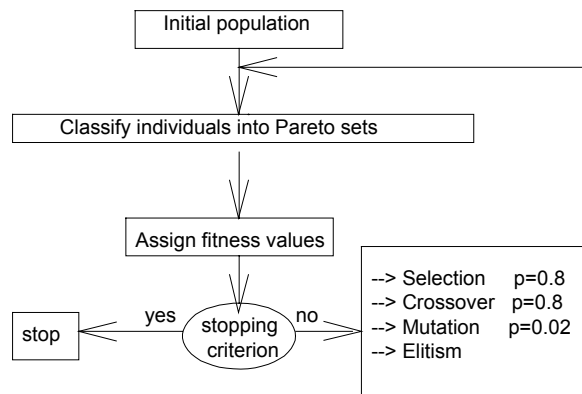 Initial population
Classify individuals into Pareto sets
Assign fitness values
yes
no
stop
stopping
criterion
--> Selection p=0.8
--> Crossover p=0.8
--> Mutation p=0.02
--> Elitism